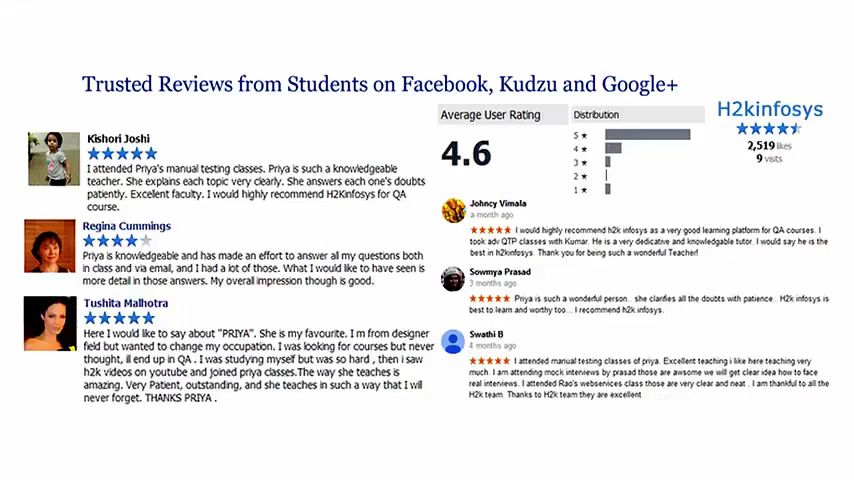 Trusted Reviews from Students on Facebook, Kudzu and Google+
Kishori Joshi
I attended Priya's manual testing classes. Priya is such a knowledgeable
teacher. She explains each topic very clearly. She answers each one's doubts
patiently. Excellent faculty. I would highly recommend H2Kinfosys for QA
course.
Regina Cummings
Priya is knowledgeable and has made an effort to answer all my questions both
in class and via email, and I had a lot of those. What I would like to have seen is
more detail in those answers. My overall impression though is good.
Tushita Malhotra
Here I would like to say about "PRIYA". She is my favourite. I m from designer
field but wanted to change my occupation. I was looking for courses but never
thought, ill end up in QA . I was studying myself but was so hard , then i saw
h2k videos on youtube and joined priya classes.The way she teaches is
amazing. Very Patient, outstanding, and she teaches in such a way that I will
never forget. THANKS PRIYA .
Average User Rating
4.6
Distribution
5 ★
4 ★
3 ★
2 ★
1 ★
H2kinfosys
2,519 likes
9 visits
Johncy Vimala
a month ago
I would highly recommend h2k infosys as a very good learning platform for QA courses. I
took adv QTP classes with Kumar. He is a very dedicative and knowledgable tutor. I would say he is the
best in h2kinfosys. Thank you for being such a wonderful Teacher!
Sowmya Prasad
3 months ago
Priya is such a wonderful person.. she clarifies all the doubts with patience . H2k infosys is
best to learn and worthy too... I recommend h2k infosys.
Swathi B
4 months ago
I attended manual testing classes of priya. Excellent teaching i like here teaching very
much. I am attending mock interviews by prasad those are awsome we will get clear idea how to face
real interviews. I attended Rao's webservices class those are very clear and neat . I am thankful to all the
H2k team. Thanks to H2k team they are excellent